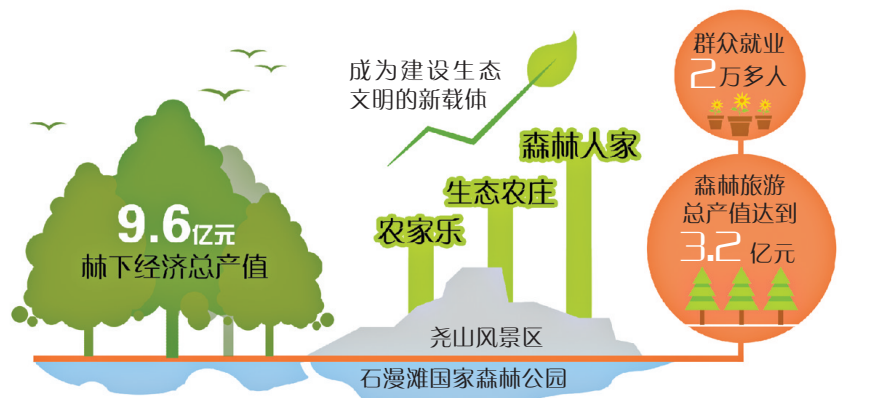 9.6亿元
林下经济总产值
成为建设生态
文明的新载体
农家乐
生态农庄
森林人家
尧山风景区
石漫滩国家森林公园
群众就业
2万多人
森林旅游
总产值达到
3.2亿元